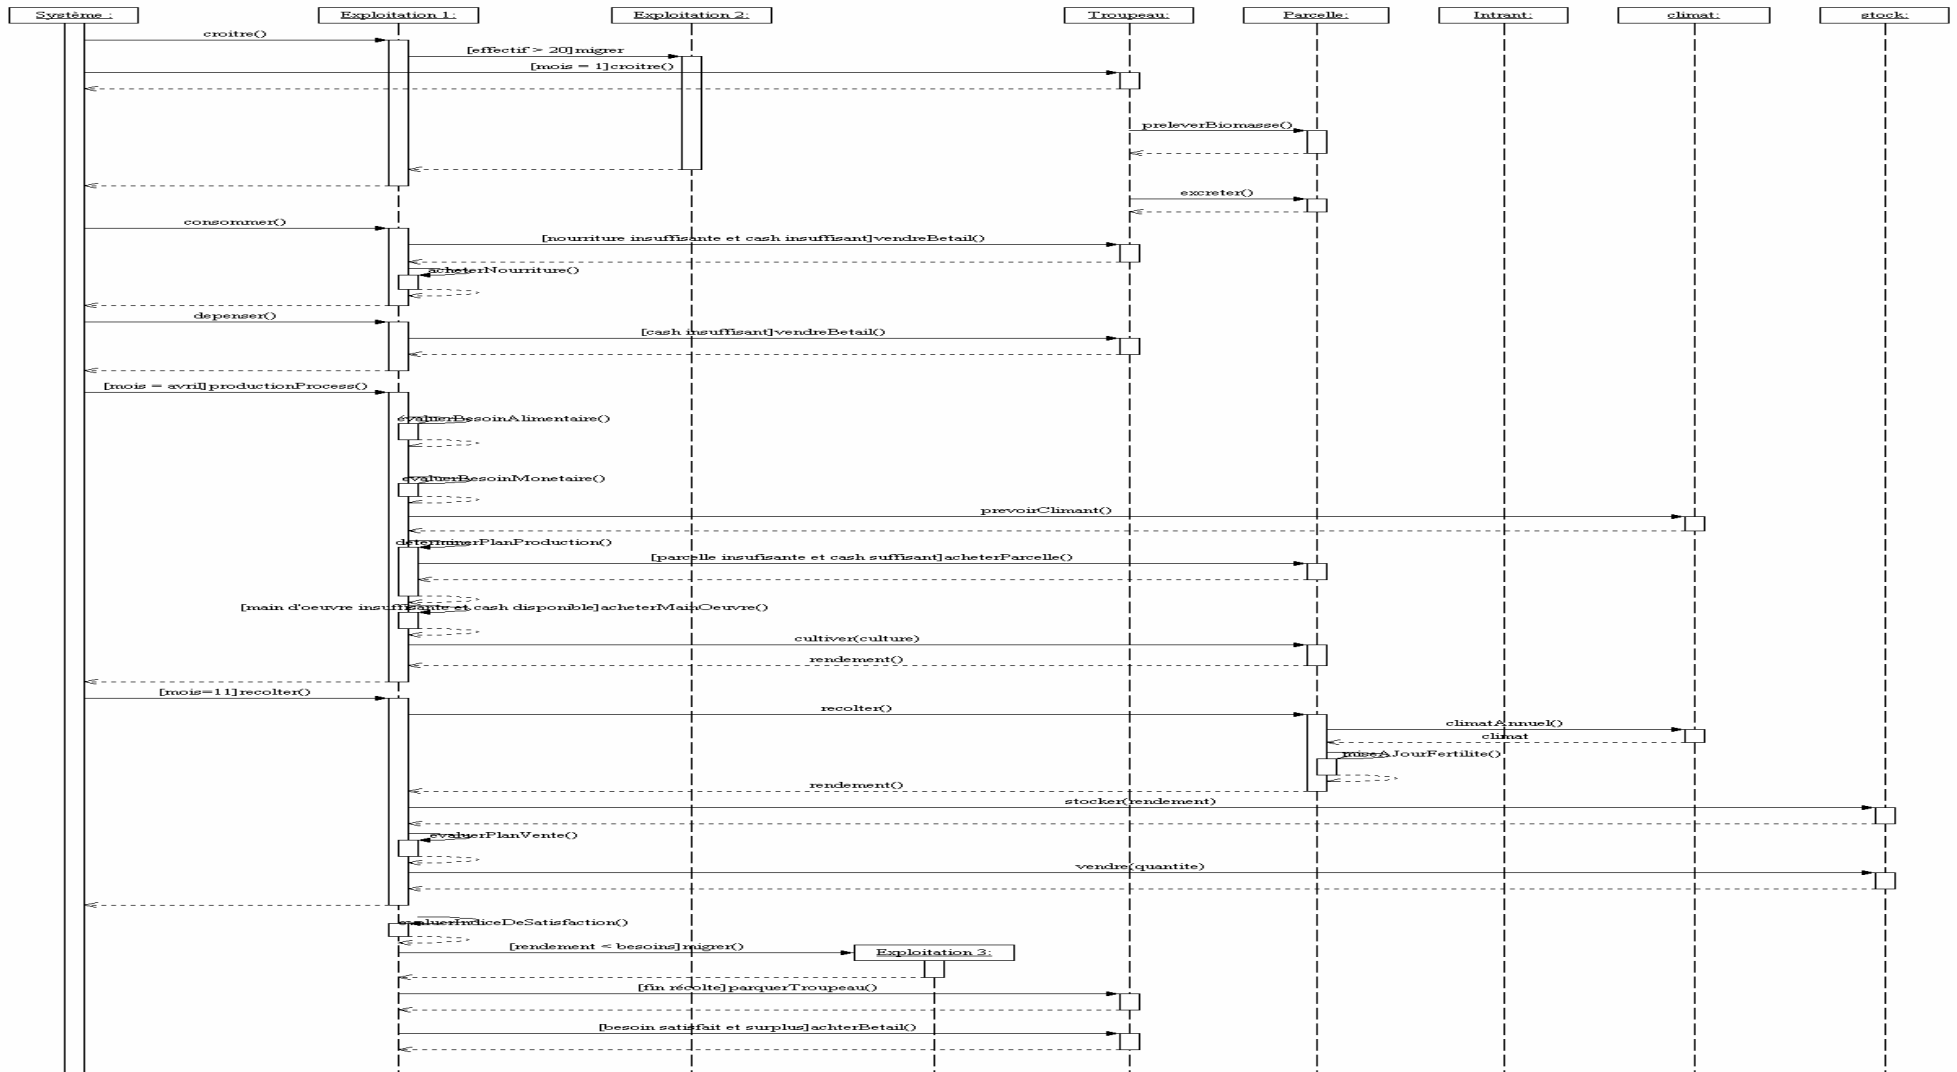 Système :
Exploitation 1:
Exploitation 2:
Troupeau:
Parcelle:
Intrant:
climat:
stock:
croitre()
[effectif > 20]migrer
[mois = 1]croitre()
preleverBiomasse()
excreter()
consommer()
[nourriture insuffisante et cash insuffisant]vendreBetail()
acheterNourriture()
depenser()
[cash insuffisant]vendreBetail()
[mois = avril]productionProcess()
evaluerBesoinAlimentaire()
evaluerBesoinMonetaire()
prevoirClimant()
determinerPlanProduction()
[parcelle insufisante et cash suffisant]acheterParcelle()
[main d'oeuvre insuffisante et cash disponible]acheterMainOeuvre()
cultiver(culture)
rendement()
[mois=11]recolter()
recolter()
climatAnnuel()
climat
miseAJourFertilite()
rendement()
stocker(rendement)
evaluerPlanVente()
vendre(quantite)
evaluerIndiceDeSatisfaction()
[rendement < besoins]migrer()
Exploitation 3:
[fin récolte]parquerTroupeau()
[besoin satisfait et surplus]achterBetail()